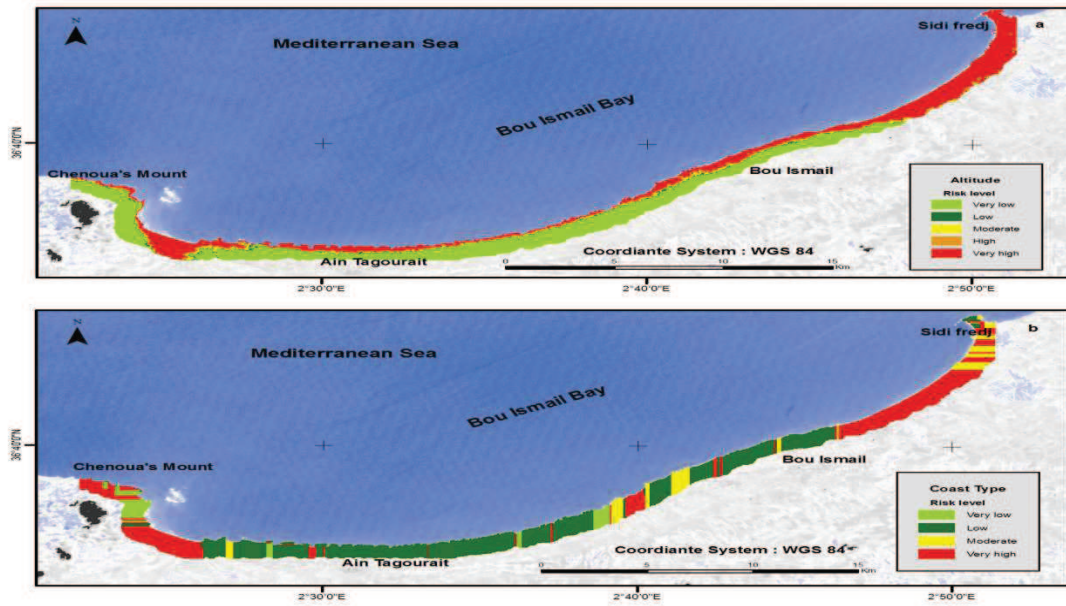 N
Sidi fredj
a
Mediterranean Sea
Bou Ismail Bay
36°40'0"N
Chenoua's Mount
Bou Ismail
Altitude
Risk level
Very low
Low
Moderate
High
Very high
Coordiante System : WGS 84
Ain Tagourait
0 5 10 15
Km
2°30'0"E 2°40'0"E 2°50'0"E
N
Sidi fredj
b
Mediterranean Sea
Bou Ismail Bay
36°40'0"N
Chenoua's Mount
Bou Ismail
Coast Type
Risk level
Very low
Low
Moderate
Very high
Coordiante System : WGS 84
Ain Tagourait
0 5 10 15
Km
2°30'0"E 2°40'0"E 2°50'0"E